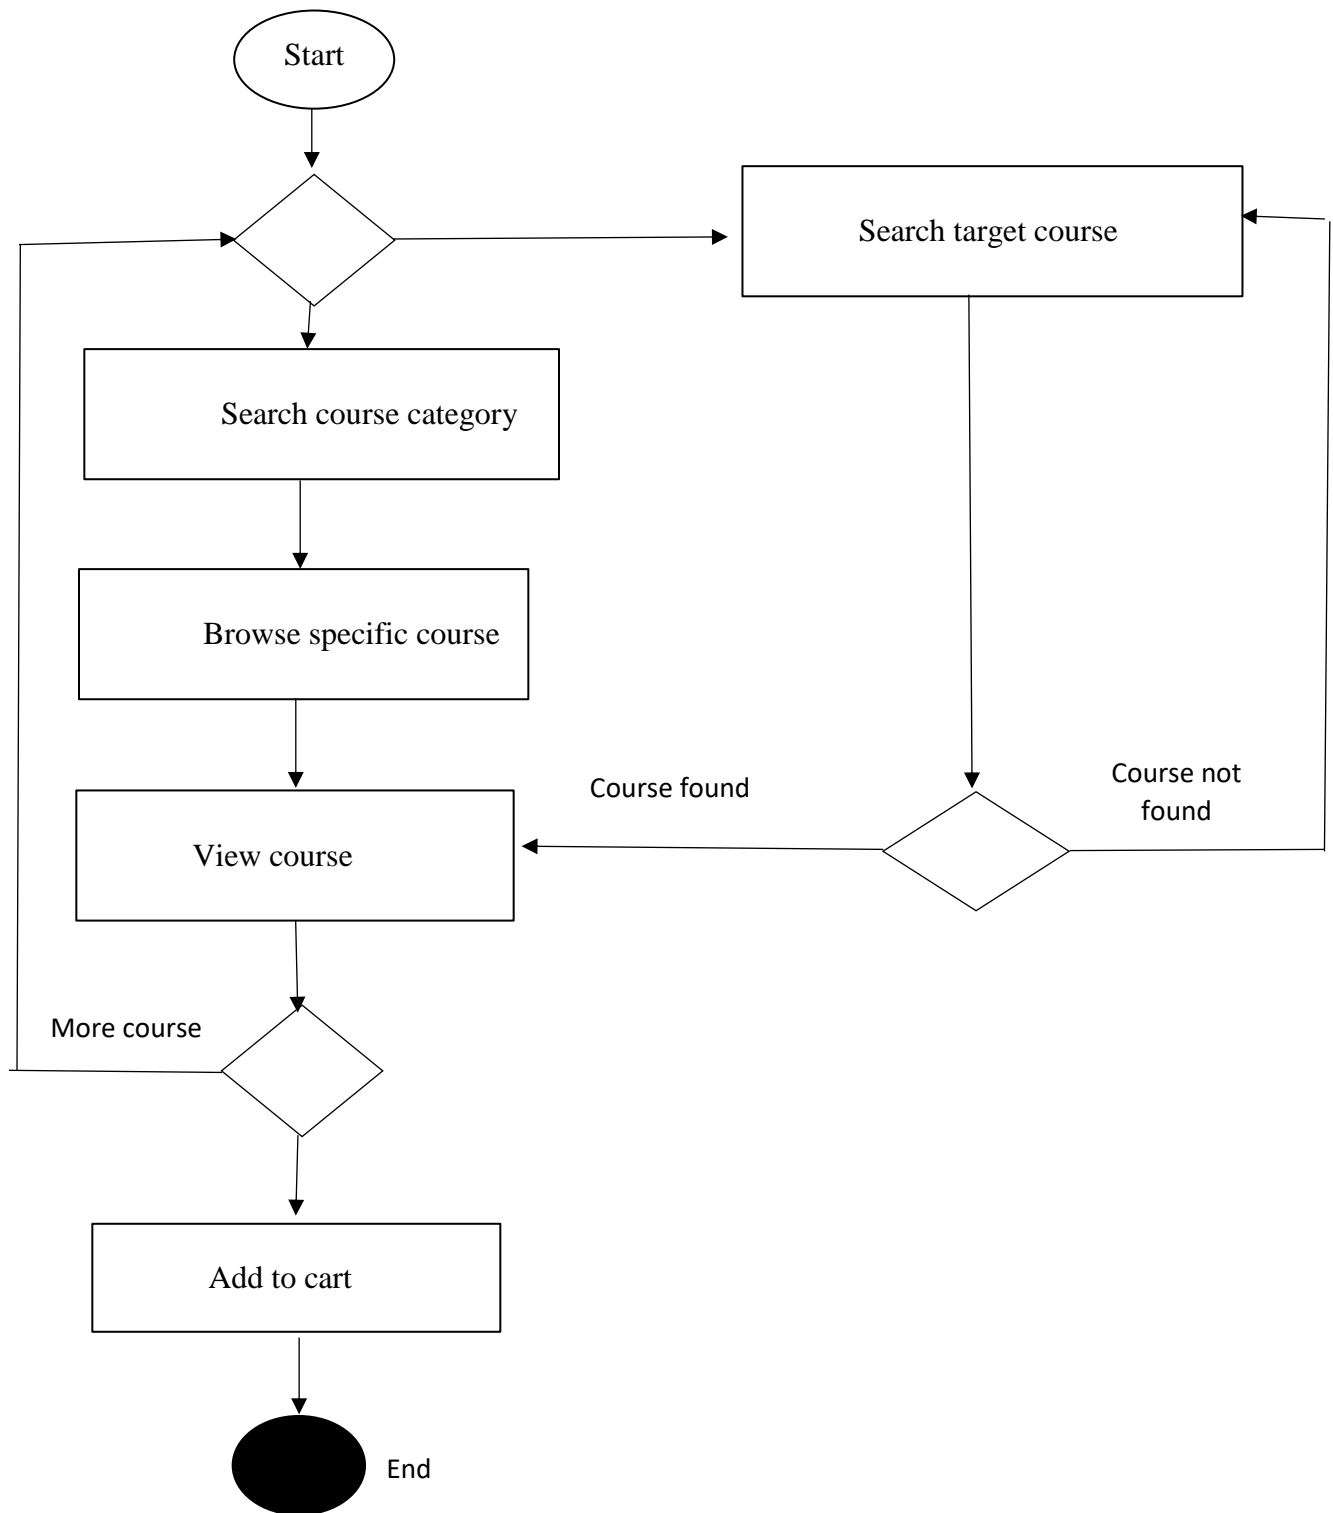 Start
Search target course
Search course category
Browse specific course
Course found
Course not
found
View course
More course
Add to cart
End